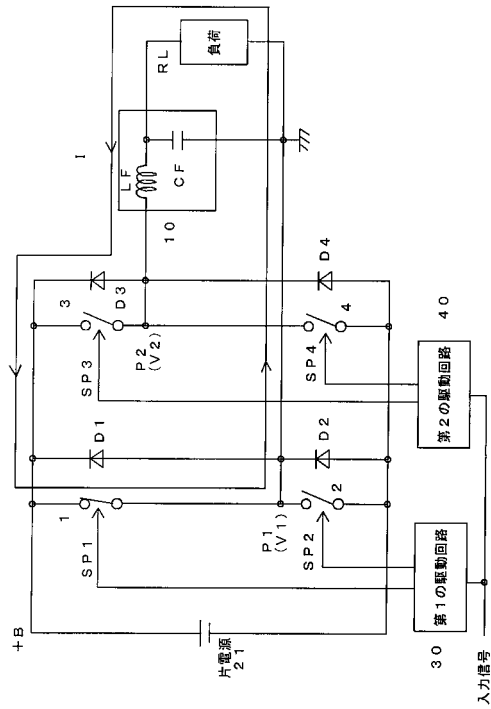 +B
片電源
21
1
SP1
D1
P1
(V1)
SP2
2
D2
3
SP3
D3
P2
(V2)
SP4
4
D4
I
LF
CF
10
RL
負荷
30
第1の駆動回路
第2の駆動回路
40
入力信号